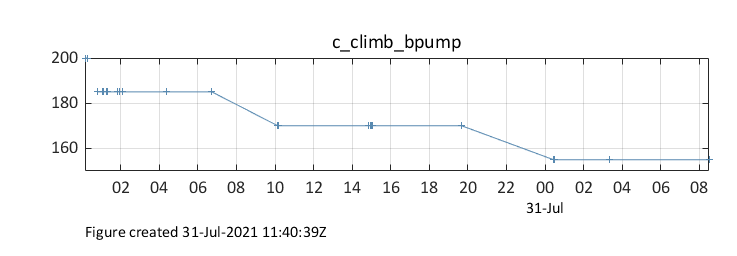 c_climb_bpump
200
180
160
02 04 06 08 10 12 14 16 18 20 22 00 02 04 06 08
31-Jul
Figure created 31-Jul-2021 11:40:39Z